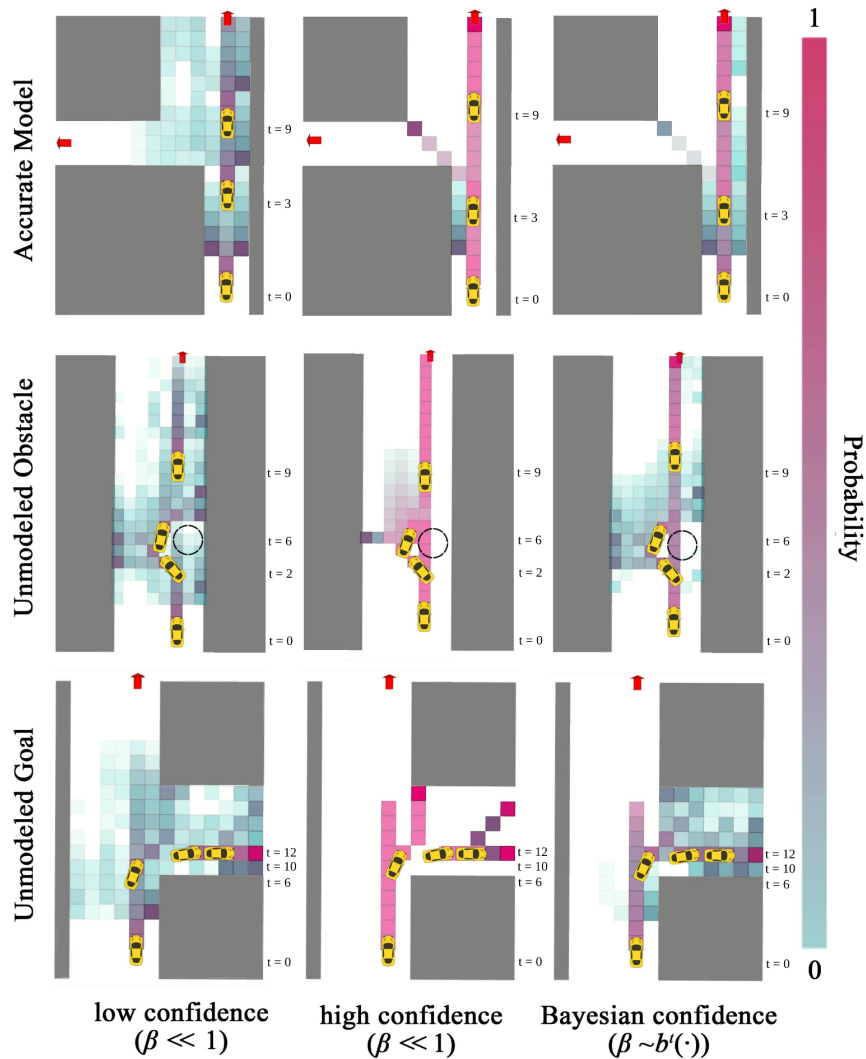 1
Accurate Model
t = 9
t = 3
t = 0
t = 9
t = 3
t = 0
t = 9
t = 3
t = 0
Unmodeled Obstacle
t = 9
t = 6
t = 2
t = 0
t = 9
t = 6
t = 2
t = 0
t = 9
t = 6
t = 2
t = 0
Probability
Unmodeled Goal
t = 12
t = 10
t = 6
t = 0
t = 12
t = 10
t = 6
t = 0
t = 12
t = 10
t = 6
t = 0
0
low confidence
(β ≪ 1)
high confidence
(β ≪ 1)
Bayesian confidence
(β ~ b'(·))